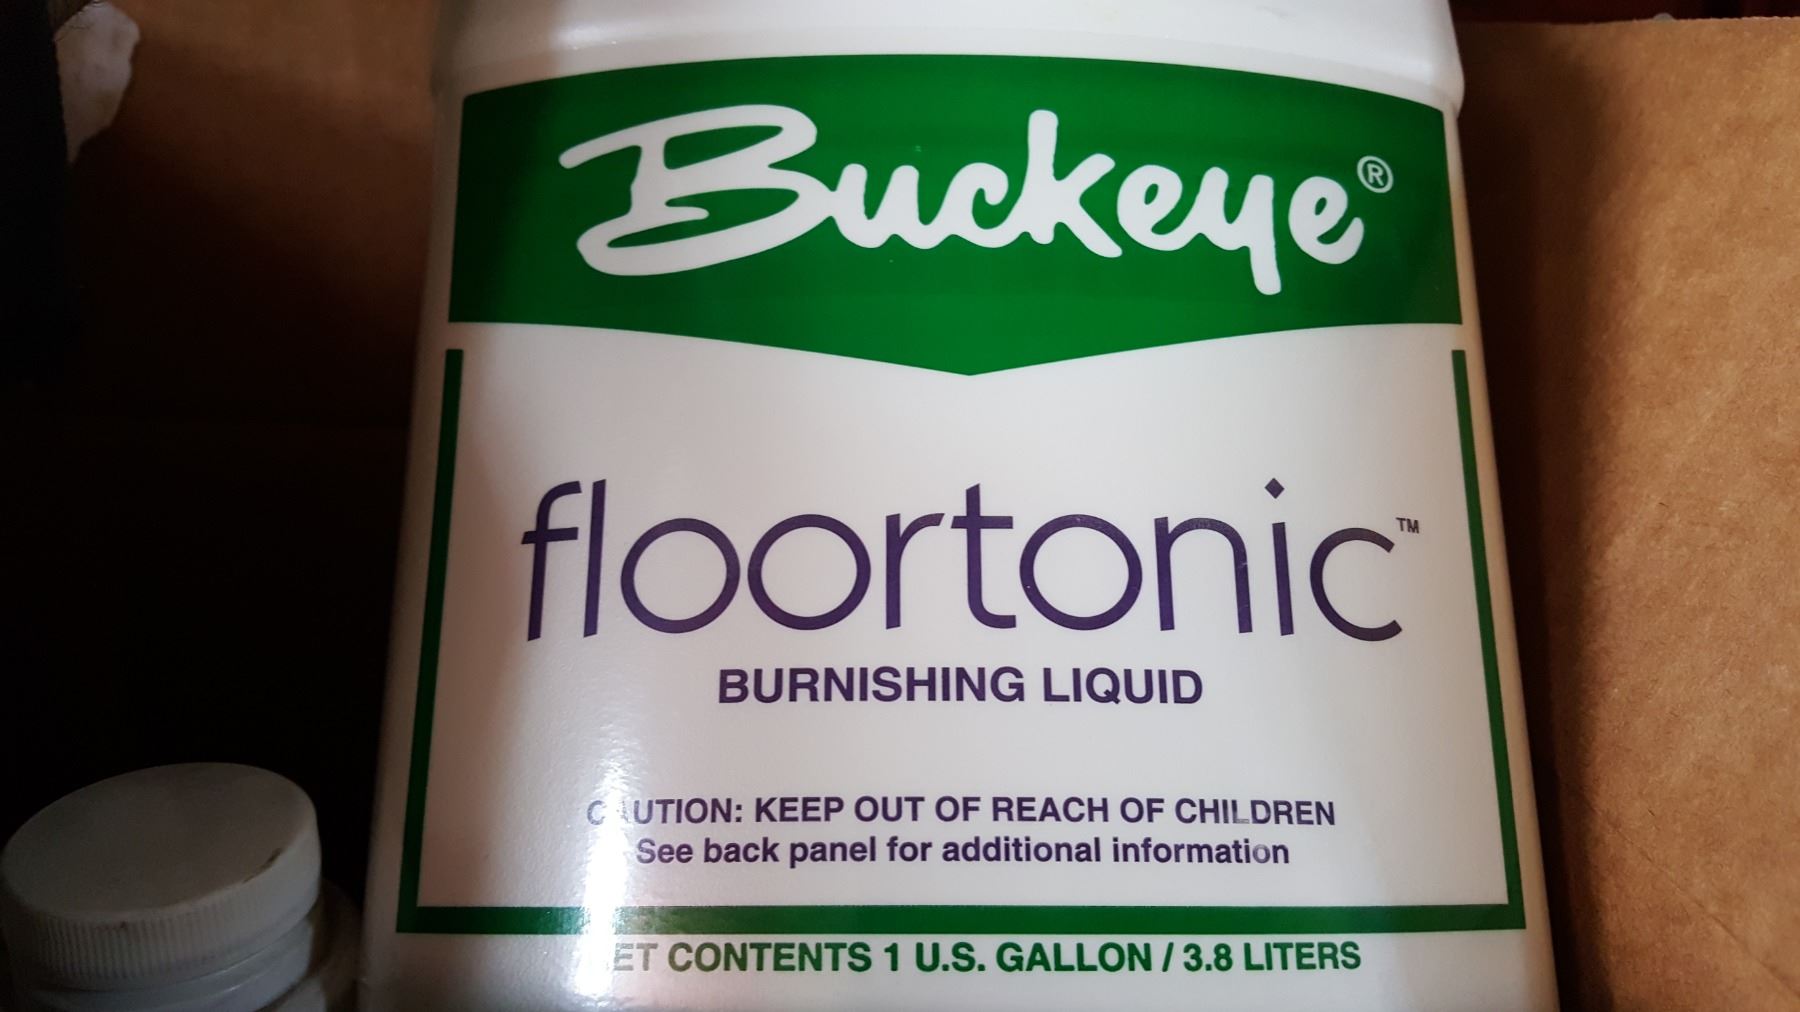 Buckeye®
floortonic™
BURNISHING LIQUID
CAUTION: KEEP OUT OF REACH OF CHILDREN
See back panel for additional information
ET CONTENTS 1 U.S. GALLON / 3.8 LITERS